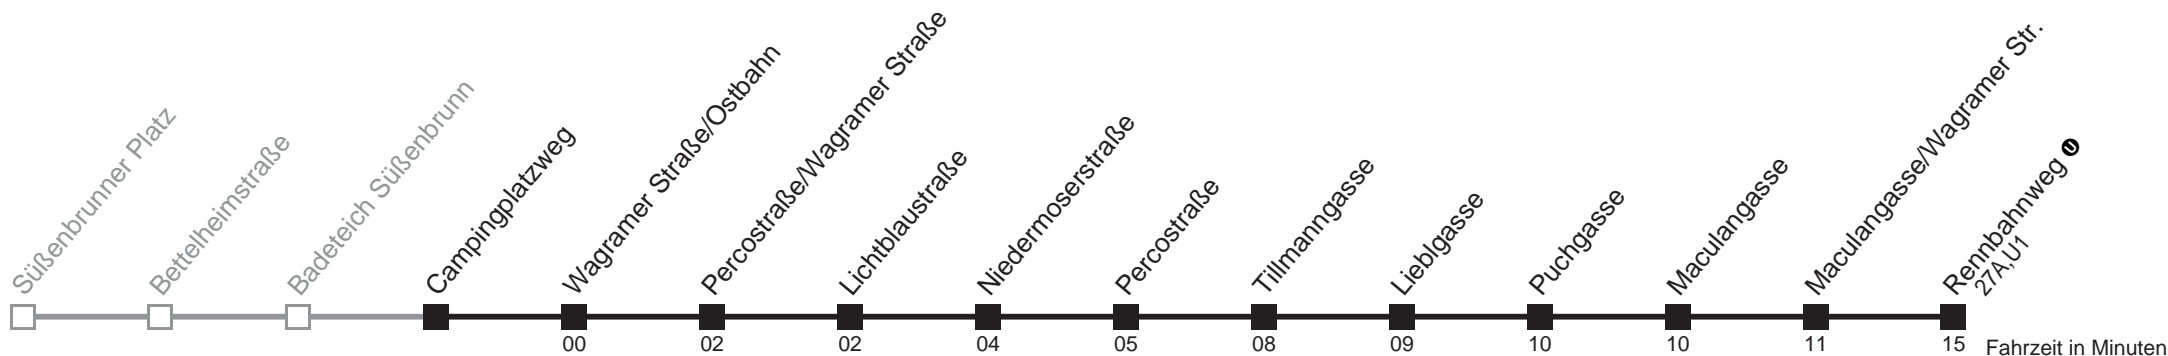 Süßenbrunner Platz
Bettelheimstraße
Badeteich Süßenbrunn
Campingplatzweg
Wagramer Straße/Ostbahn
Percostraße/Wagramer Straße
Lichtblaustraße
Niedermoserstraße
Percostraße
Tillmanngasse
Lieblgasse
Puchgasse
Maculangasse
Maculangasse/Wagramer Str.
Rennbahnweg U
27A,U1
00 02 02 04 05 08 09 10 10 11 15 Fahrzeit in Minuten